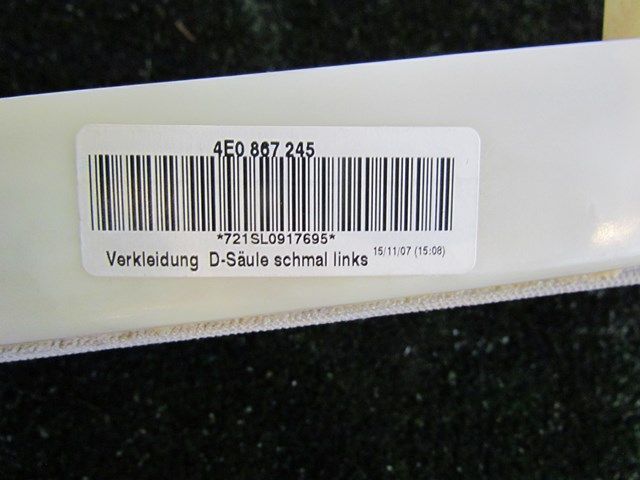 4E0 867 245
*721SL0917695*
Verkleidung D-Säule schmal links 15/11/07 (15:08)